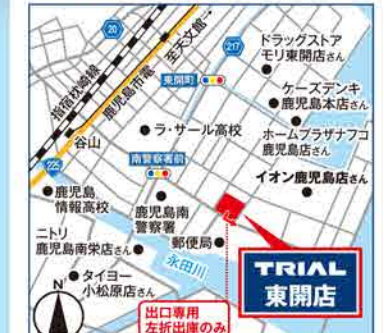 20
至天文館
217
ドラッグストア
モリ東開店さん
指宿枕崎線
鹿児島市電
東開町
ケーズデンキ
鹿児島本店さん
ラ・サール高校
ホームプラザナフコ
鹿児島店さん
谷山
225
南警察署前
イオン鹿児島店さん
鹿児島
情報高校
鹿児島南
警察署
ニトリ
鹿児島南栄店さん
郵便局
永田川
TRIAL
東開店
タイヨー
小松原店さん
N
出口専用
左折出庫のみ